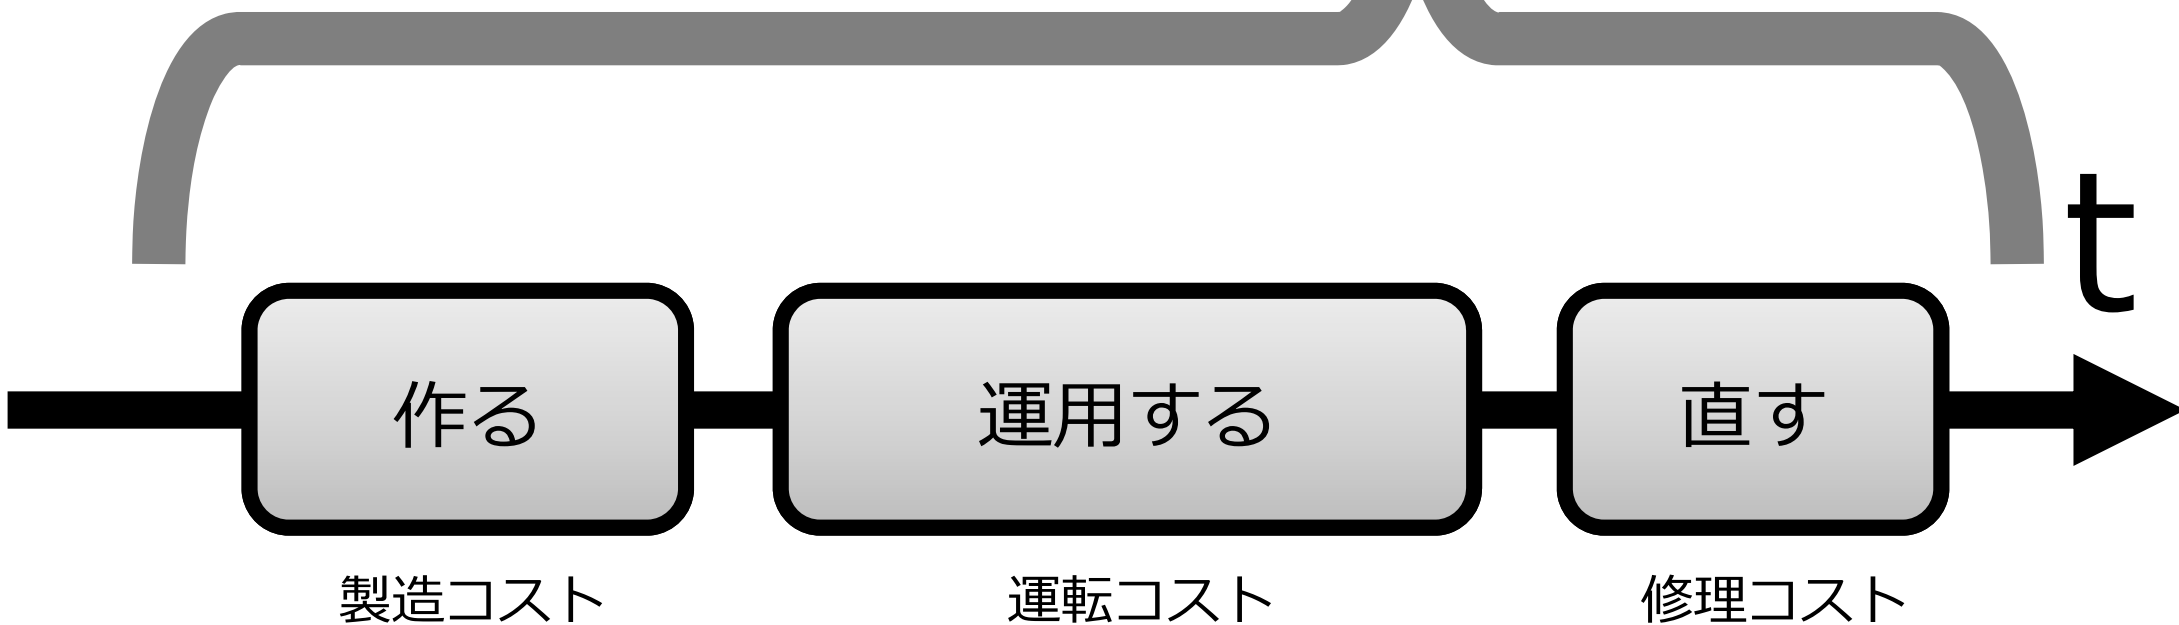 t
作る
運用する
直す
製造コスト
運転コスト
修理コスト